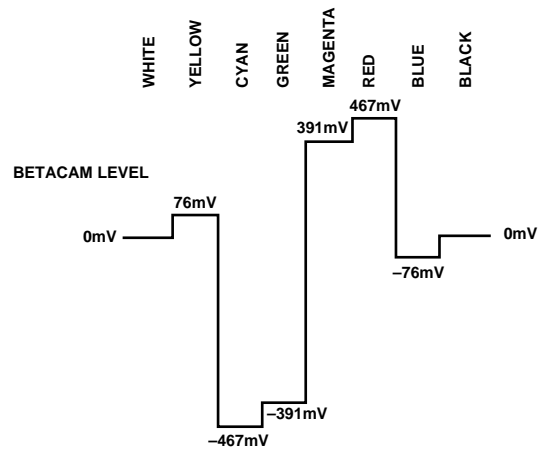 WHITE
YELLOW
CYAN
GREEN
MAGENTA
RED
BLUE
BLACK
467mV
391mV
BETACAM LEVEL
76mV
0mV
0mV
–76mV
–391mV
–467mV